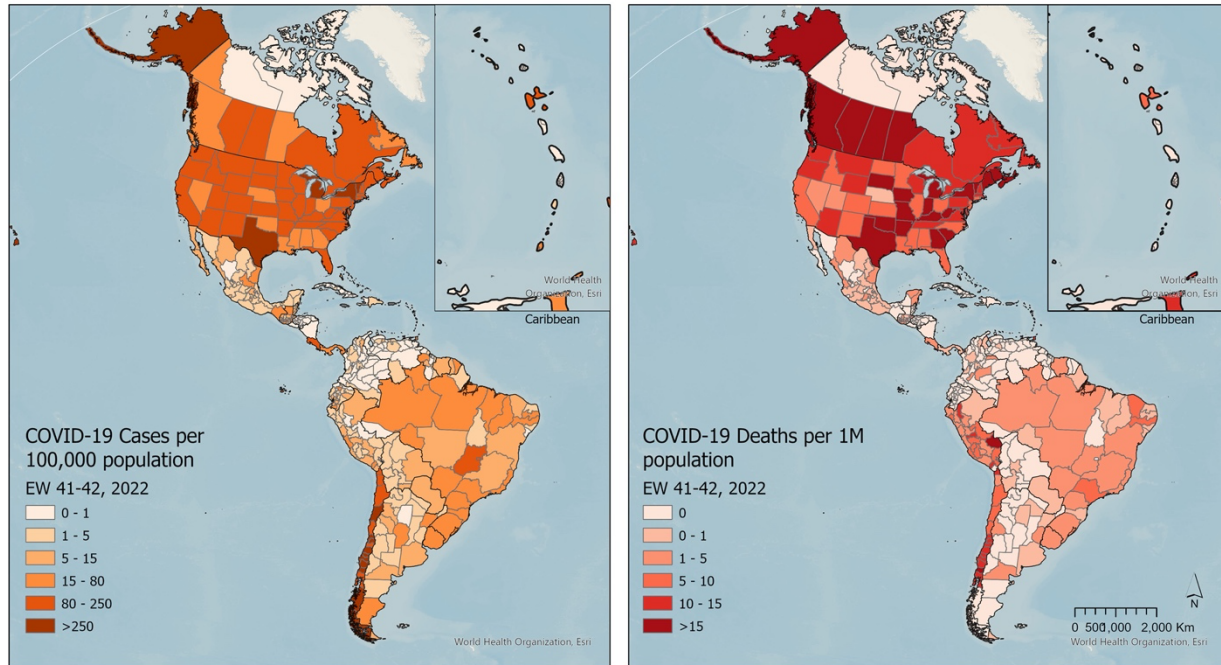 World Health
Organization, Esri
COVID-19 Cases per
100,000 population
EW 41-42, 2022
0 - 1
1 - 5
5 - 15
15 - 80
80 - 250
>250
World Health Organization, Esri
World Health
Organization, Esri
Caribbean
COVID-19 Deaths per 1M
population
EW 41-42, 2022
0
0 - 1
1 - 5
5 - 10
10 - 15
>15
N
0 500 1,000 2,000 Km
World Health Organization, Esri